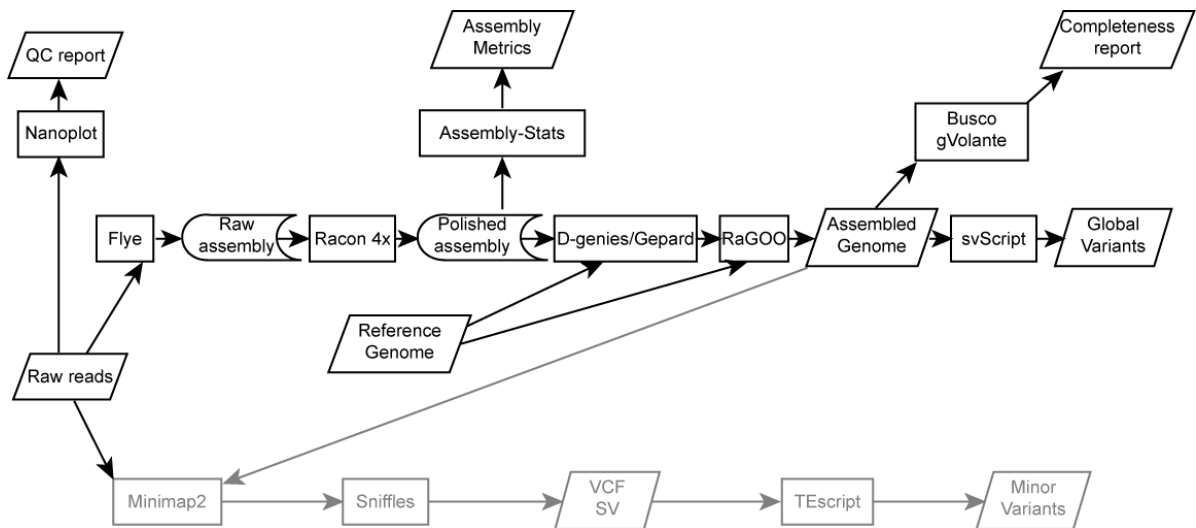 Assembly
Metrics
Completeness
report
QC report
Nanoplot
Assembly-Stats
Busco
gVolante
Flye
Raw
assembly
Racon 4x
Polished
assembly
D-genies/Gepard
RaGOO
Assembled
Genome
svScript
Global
Variants
Reference
Genome
Raw reads
Minimap2
Sniffles
VCF
SV
TEscript
Minor
Variants